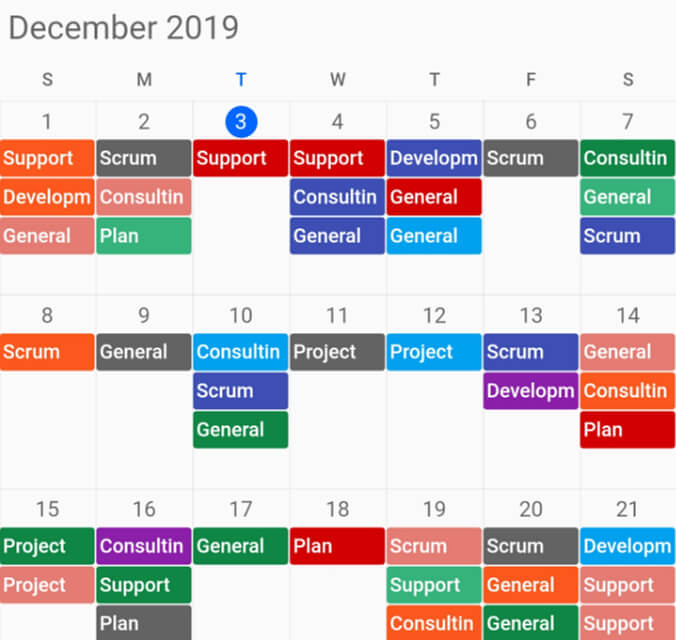 December 2019
S M T W T F S
1 2 3 4 5 6 7
Support Scrum Support Support Developm Scrum Consultin
Developm Consultin Consultin General General
General Plan General General Scrum
8 9 10 11 12 13 14
Scrum General Consultin Project Project Scrum General
Scrum Developm Consultin
General Plan
15 16 17 18 19 20 21
Project Consultin General Plan Scrum Scrum Developm
Project Support Support General Support
Plan Consultin General Support